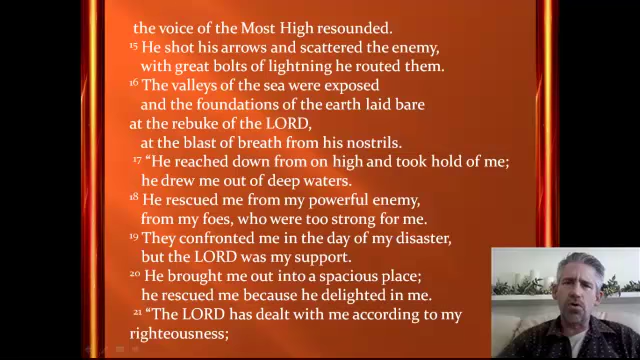 the voice of the Most High resounded.
15 He shot his arrows and scattered the enemy,
with great bolts of lightning he routed them.
16 The valleys of the sea were exposed
and the foundations of the earth laid bare
at the rebuke of the LORD,
at the blast of breath from his nostrils.
17 “He reached down from on high and took hold of me;
he drew me out of deep waters.
18 He rescued me from my powerful enemy,
from my foes, who were too strong for me.
19 They confronted me in the day of my disaster,
but the LORD was my support.
20 He brought me out into a spacious place;
he rescued me because he delighted in me.
21 “The LORD has dealt with me according to my
righteousness;